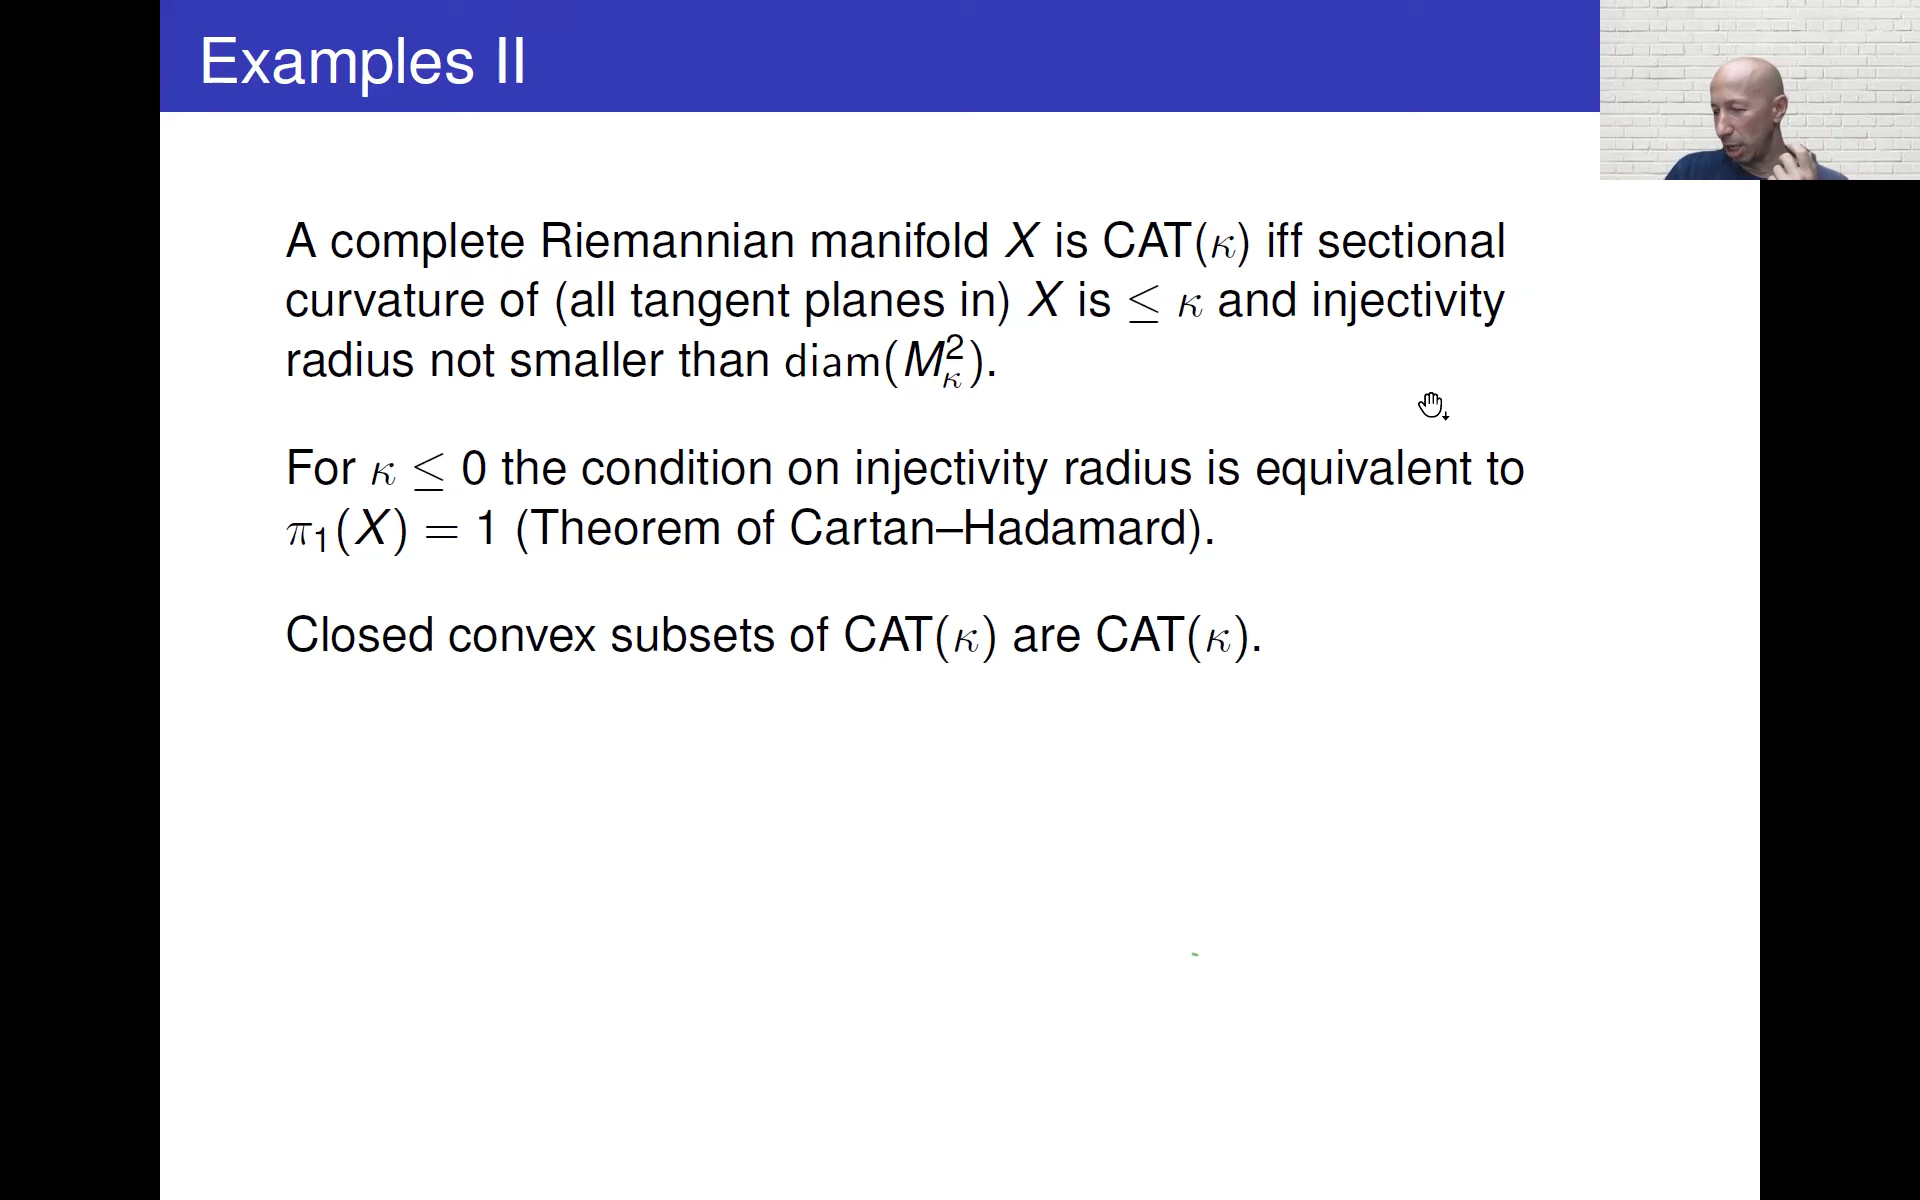 Examples II
A complete Riemannian manifold X is CAT(κ) iff sectional
curvature of (all tangent planes in) X is ≤ κ and injectivity
radius not smaller than diam(M²_κ).
For κ ≤ 0 the condition on injectivity radius is equivalent to
π₁(X) = 1 (Theorem of Cartan–Hadamard).
Closed convex subsets of CAT(κ) are CAT(κ).